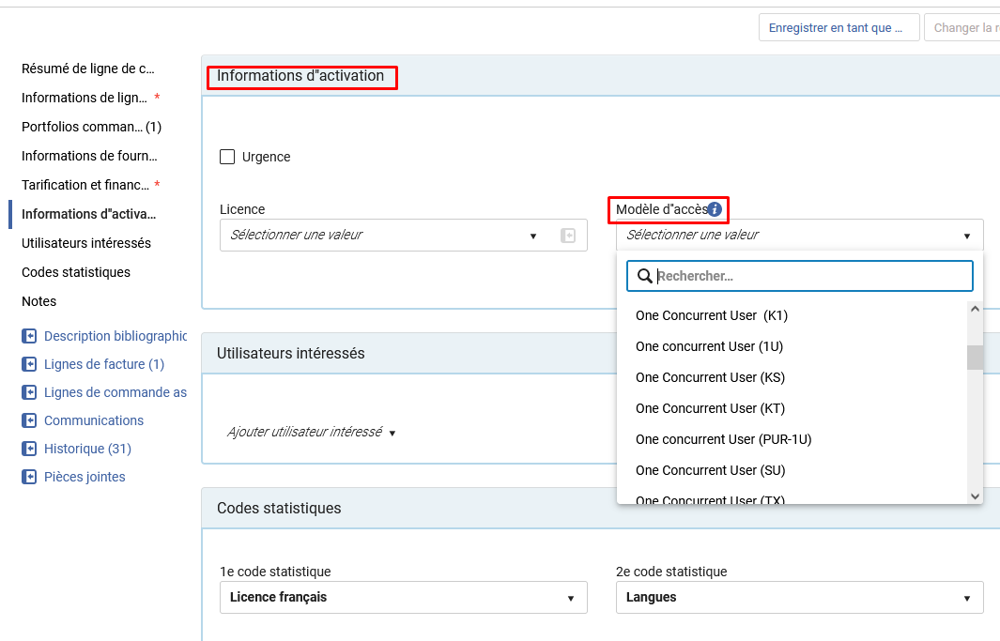 Enregistrer en tant que ...
Changer la r
Résumé de ligne de c...
Informations de lign... *
Portfolios comman... (1)
Informations de fourn...
Tarification et financ... *
Informations d"activa...
Utilisateurs intéressés
Codes statistiques
Notes
Description bibliographic
Lignes de facture (1)
Lignes de commande as
Communications
Historique (31)
Pièces jointes
Informations d"activation
Urgence
Licence
Sélectionner une valeur
Modèle d"accès
Sélectionner une valeur
Rechercher...
One Concurrent User  (K1)
One concurrent User (1U)
One Concurrent User (KS)
One Concurrent User (KT)
One concurrent User (PUR-1U)
One Concurrent User (SU)
One Concurrent User (TX)
Utilisateurs intéressés
Ajouter utilisateur intéressé
Codes statistiques
1e code statistique
Licence français
2e code statistique
Langues